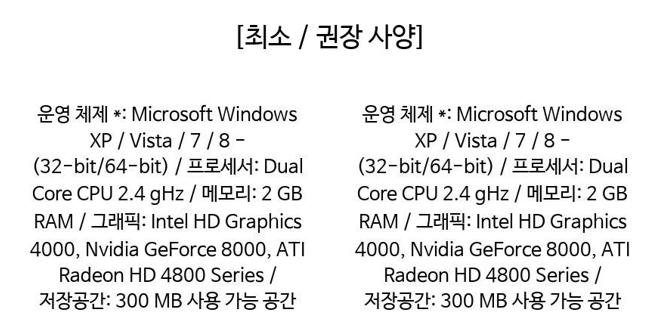 [최소 / 권장 사양]
운영 체제 *: Microsoft Windows
XP / Vista / 7 / 8 -
(32-bit/64-bit) / 프로세서: Dual
Core CPU 2.4 gHz / 메모리: 2 GB
RAM / 그래픽: Intel HD Graphics
4000, Nvidia GeForce 8000, ATI
Radeon HD 4800 Series /
저장공간: 300 MB 사용 가능 공간
운영 체제 *: Microsoft Windows
XP / Vista / 7 / 8 -
(32-bit/64-bit) / 프로세서: Dual
Core CPU 2.4 gHz / 메모리: 2 GB
RAM / 그래픽: Intel HD Graphics
4000, Nvidia GeForce 8000, ATI
Radeon HD 4800 Series /
저장공간: 300 MB 사용 가능 공간